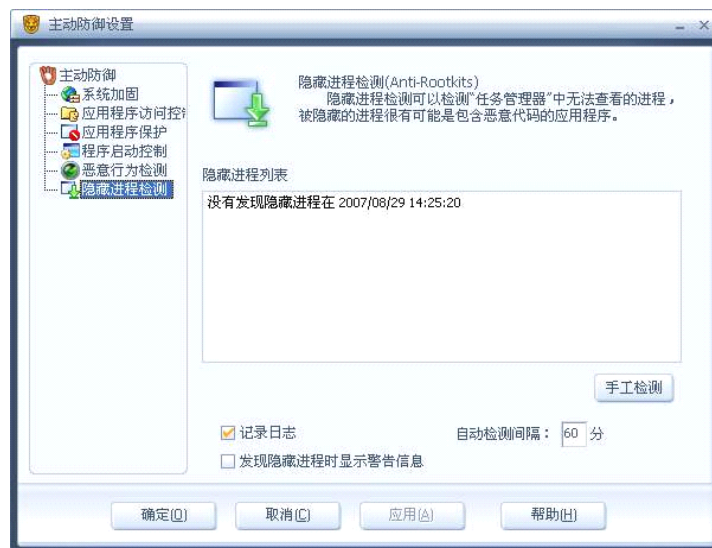 主动防御设置
主动防御
系统加固
应用程序访问控制
应用程序保护
程序启动控制
恶意行为检测
隐藏进程检测
隐藏进程检测(Anti-Rootkits)
隐藏进程检测可以检测"任务管理器"中无法查看的进程，
被隐藏的进程很有可能是包含恶意代码的应用程序。
隐藏进程列表
没有发现隐藏进程在 2007/08/29 14:25:20
手工检测
记录日志
自动检测间隔： 60 分
发现隐藏进程时显示警告信息
确定(O)
取消(C)
应用(A)
帮助(H)